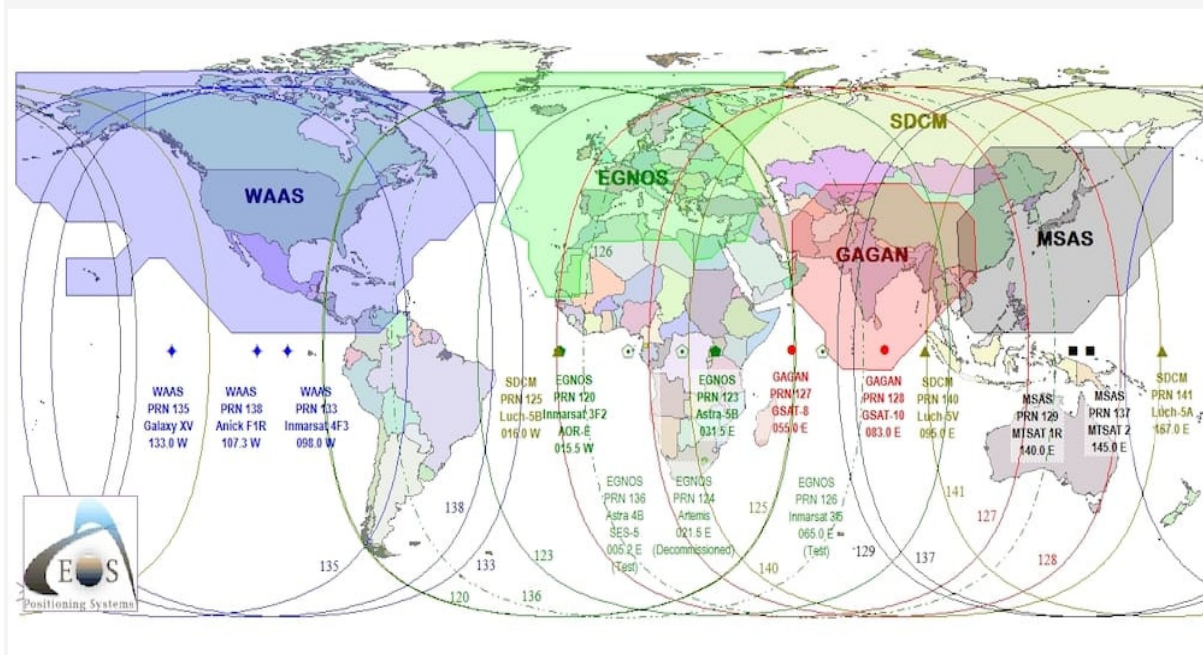 SDCM
WAAS
EGNOS
GAGAN
MSAS
126
WAAS
PRN 135
Galaxy XV
133.0 W
WAAS
PRN 138
Anick F1R
107.3 W
WAAS
PRN 133
Inmarsat 4F3
098.0 W
SDCM
PRN 125
Luch-5B
016.0 W
EGNOS
PRN 120
Inmarsat 3F2
AOR-E
015.5 W
EGNOS
PRN 123
Astra-5B
031.5 E
GAGAN
PRN 127
GSAT-8
055.0 E
GAGAN
PRN 128
GSAT-10
083.0 E
SDCM
PRN 140
Luch-5V
095.0 E
MSAS
PRN 129
MTSAT 1R
140.0 E
MSAS
PRN 137
MTSAT 2
145.0 E
SDCM
PRN 141
Luch-5A
167.0 E
EGNOS
PRN 136
Astra 4B
SES-5
005.2 E
(Test)
EGNOS
PRN 124
Artemis
021.5 E
(Decommissioned)
EGNOS
PRN 126
Inmarsat 3f5
065.0 E
(Test)
138
125
141
127
135
133
123
140
129
137
128
120
136
EOS
Positioning Systems